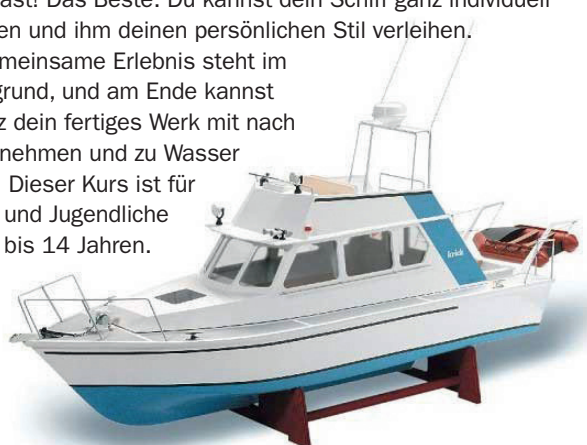 ast! Das Beste: Du kannst dein Schiff ganz individuell
en und ihm deinen persönlichen Stil verleihen.
meinsame Erlebnis steht im
grund, und am Ende kannst
z dein fertiges Werk mit nach
nehmen und zu Wasser
Dieser Kurs ist für
und Jugendliche
bis 14 Jahren.